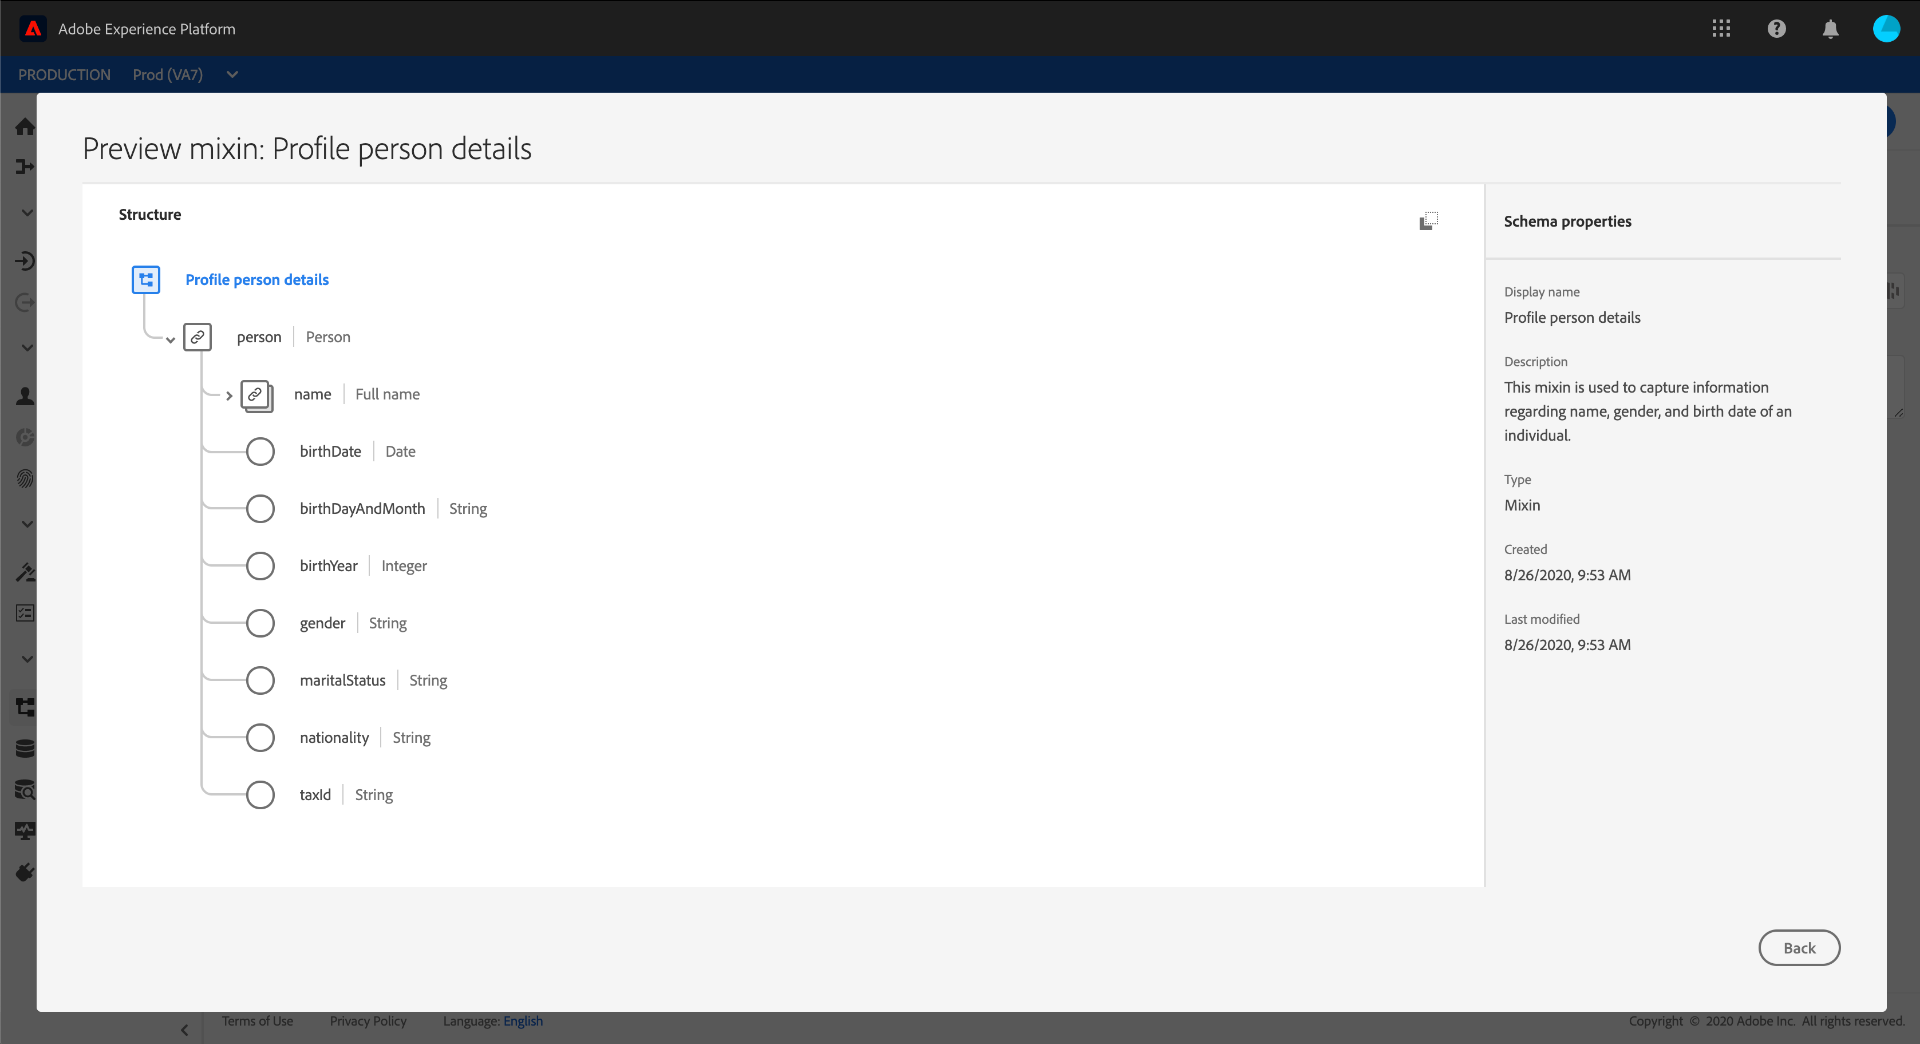 Adobe Experience Platform
PRODUCTION Prod (VA7)
Preview mixin: Profile person details
Structure
Profile person details
person Person
name Full name
birthDate Date
birthDayAndMonth String
birthYear Integer
gender String
maritalStatus String
nationality String
taxId String
Schema properties
Display name
Profile person details
Description
This mixin is used to capture information
regarding name, gender, and birth date of an
individual.
Type
Mixin
Created
8/26/2020, 9:53 AM
Last modified
8/26/2020, 9:53 AM
Back
Terms of Use Privacy Policy Language: English
Copyright © 2020 Adobe Inc. All rights reserved.